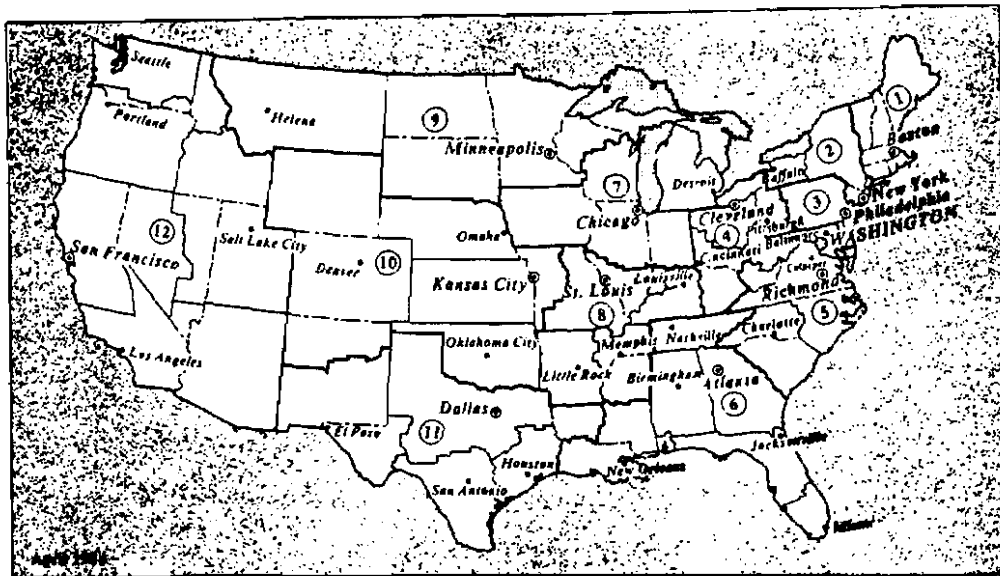 Seattle
Portland
Helena
9
Minneapolis
1
Boston
2
Buffalo
7
Detroit
New York
3
Philadelphia
Cleveland
Pittsburgh
Chicago
4
WASHINGTON
12
Salt Lake City
Omaha
Cincinnati
Baltimore
San Francisco
Denver
10
Kansas City
St. Louis
Louisville
Richmond
8
5
Los Angeles
Oklahoma City
Memphis
Nashville
Charlotte
Little Rock
Birmingham
Atlanta
Dallas
6
El Paso
11
Jacksonville
Houston
New Orleans
San Antonio